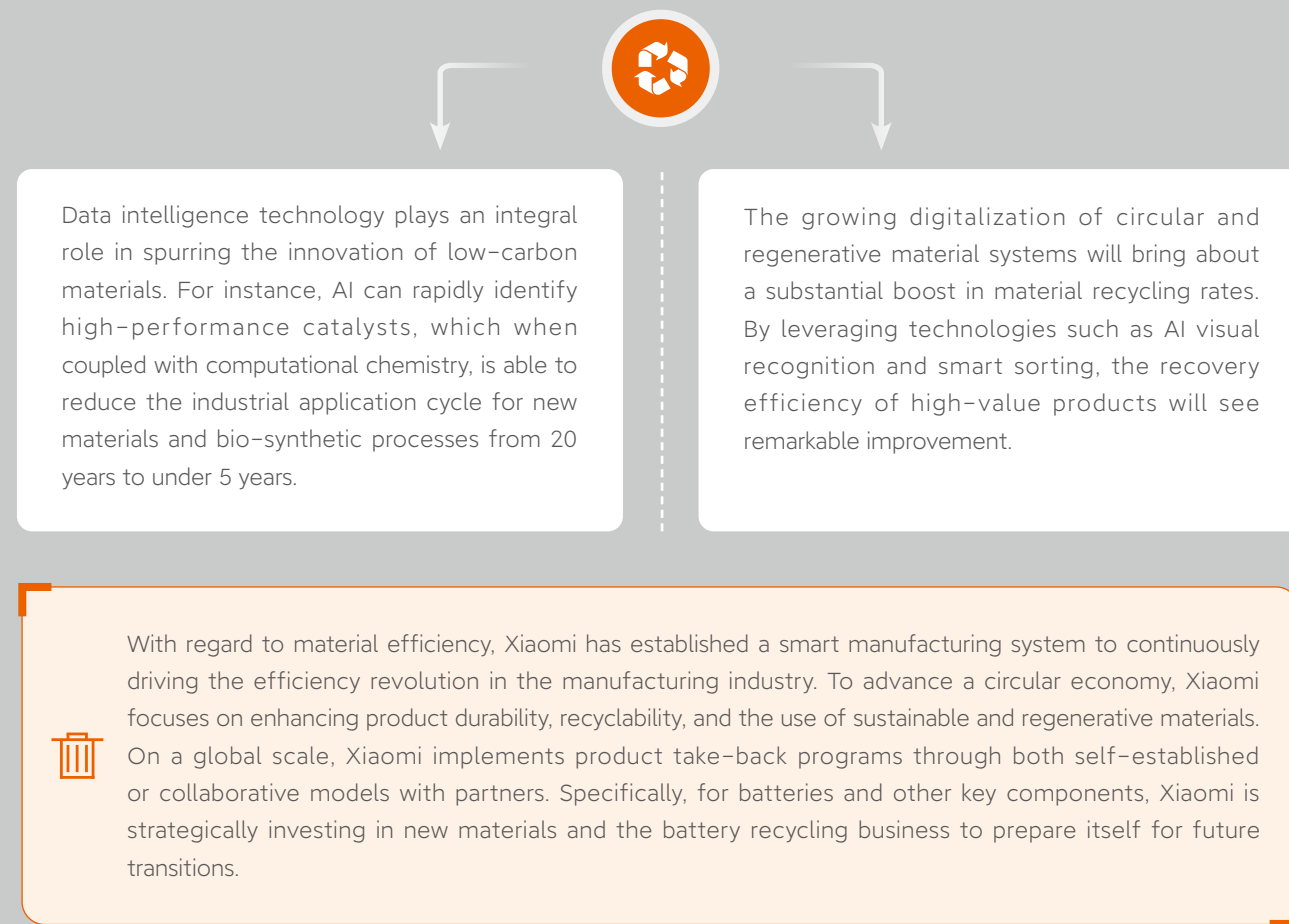 Data intelligence technology plays an integral
role in spurring the innovation of low-carbon
materials. For instance, AI can rapidly identify
high-performance catalysts, which when
coupled with computational chemistry, is able to
reduce the industrial application cycle for new
materials and bio-synthetic processes from 20
years to under 5 years.
The growing digitalization of circular and
regenerative material systems will bring about
a substantial boost in material recycling rates.
By leveraging technologies such as AI visual
recognition and smart sorting, the recovery
efficiency of high-value products will see
remarkable improvement.
With regard to material efficiency, Xiaomi has established a smart manufacturing system to continuously
driving the efficiency revolution in the manufacturing industry. To advance a circular economy, Xiaomi
focuses on enhancing product durability, recyclability, and the use of sustainable and regenerative materials.
On a global scale, Xiaomi implements product take-back programs through both self-established
or collaborative models with partners. Specifically, for batteries and other key components, Xiaomi is
strategically investing in new materials and the battery recycling business to prepare itself for future
transitions.